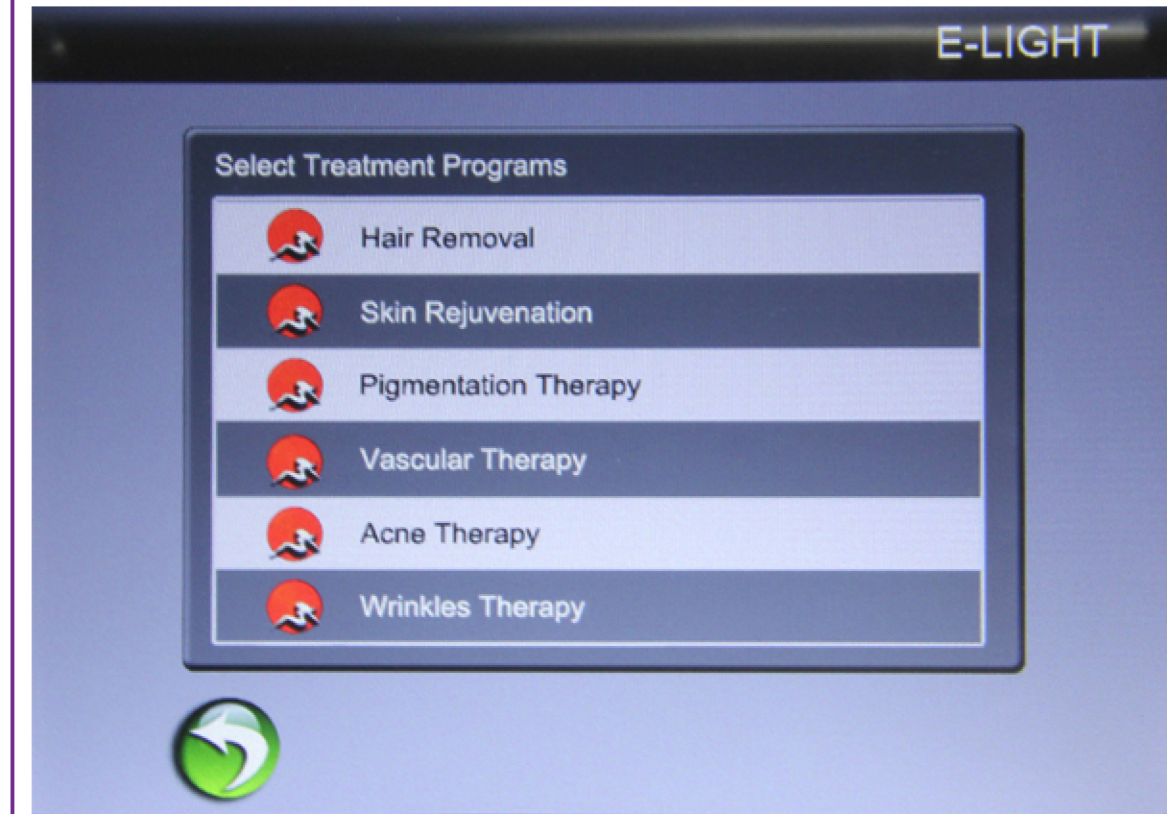 E-LIGHT
Select Treatment Programs
Hair Removal
Skin Rejuvenation
Pigmentation Therapy
Vascular Therapy
Acne Therapy
Wrinkles Therapy